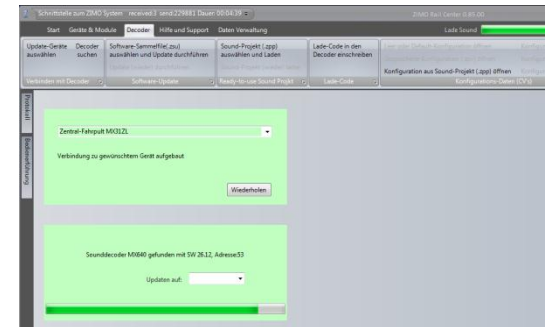 Schnittstelle zum ZIMO System received:3 send:229881 Dauer: 00:04:39
ZIMO Rail Center 0.85.00
Start Geräte & Module Decoder Hilfe und Support Daten Verwaltung
Lade Sound
Update-Geräte auswählen
Decoder suchen
Software-Sammelfile(.zsu) auswählen und Update durchführen
Sound-Projekt (.zpp) auswählen und Laden
Lade-Code in den Decoder einschreiben
Konfiguration aus Sound-Projekt (.zpp) öffnen
Verbinden mit Decoder
Software-Update
Ready-to-use Sound Projekt
Lade-Code
Konfigurations-Daten (CV's)
Protokoll
Bedienerführung
Zentral-Fahrpult MX31ZL
Verbindung zu gewünschtem Gerät aufgebaut
Wiederholen
Sounddecoder MX640 gefunden mit SW 26.12, Adresse:53
Updaten auf: